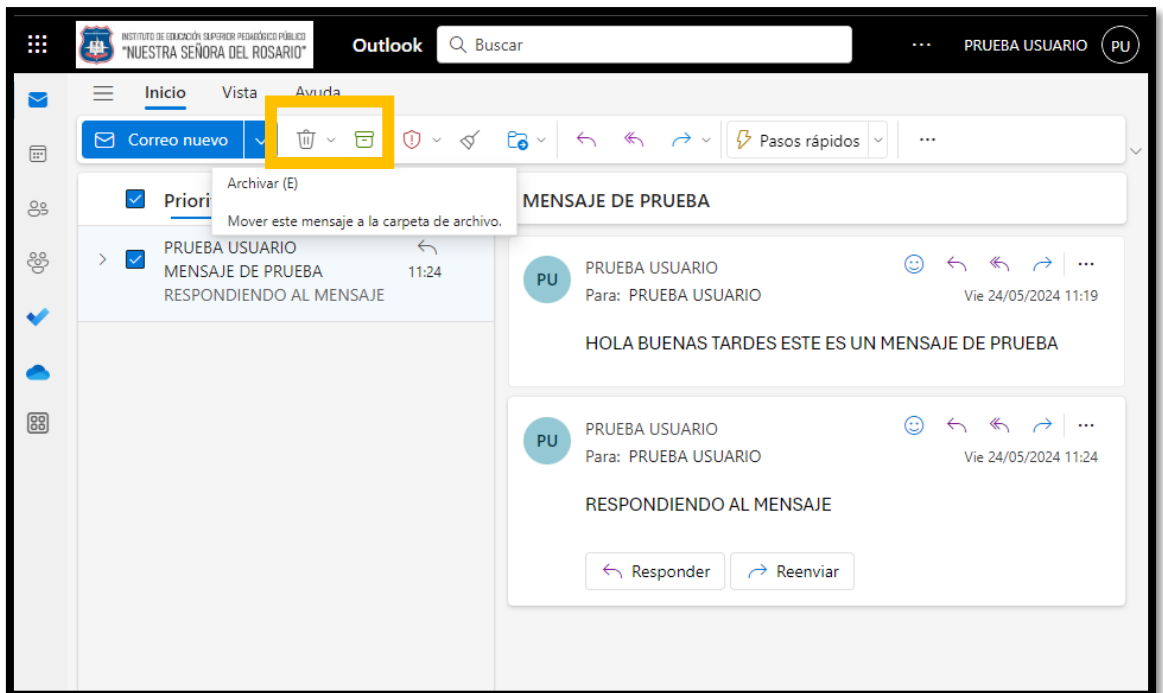 INSTITUTO DE EDUCACIÓN SUPERIOR PEDAGÓGICO PÚBLICO
"NUESTRA SEÑORA DEL ROSARIO"
Outlook
Buscar
PRUEBA USUARIO
PU
Inicio Vista Ayuda
Correo nuevo
Pasos rápidos
Archivar (E)
Mover este mensaje a la carpeta de archivo.
Priori
PRUEBA USUARIO
MENSAJE DE PRUEBA 11:24
RESPONDIENDO AL MENSAJE
MENSAJE DE PRUEBA
PU
PRUEBA USUARIO
Para: PRUEBA USUARIO
Vie 24/05/2024 11:19
HOLA BUENAS TARDES ESTE ES UN MENSAJE DE PRUEBA
PU
PRUEBA USUARIO
Para: PRUEBA USUARIO
Vie 24/05/2024 11:24
RESPONDIENDO AL MENSAJE
Responder
Reenviar